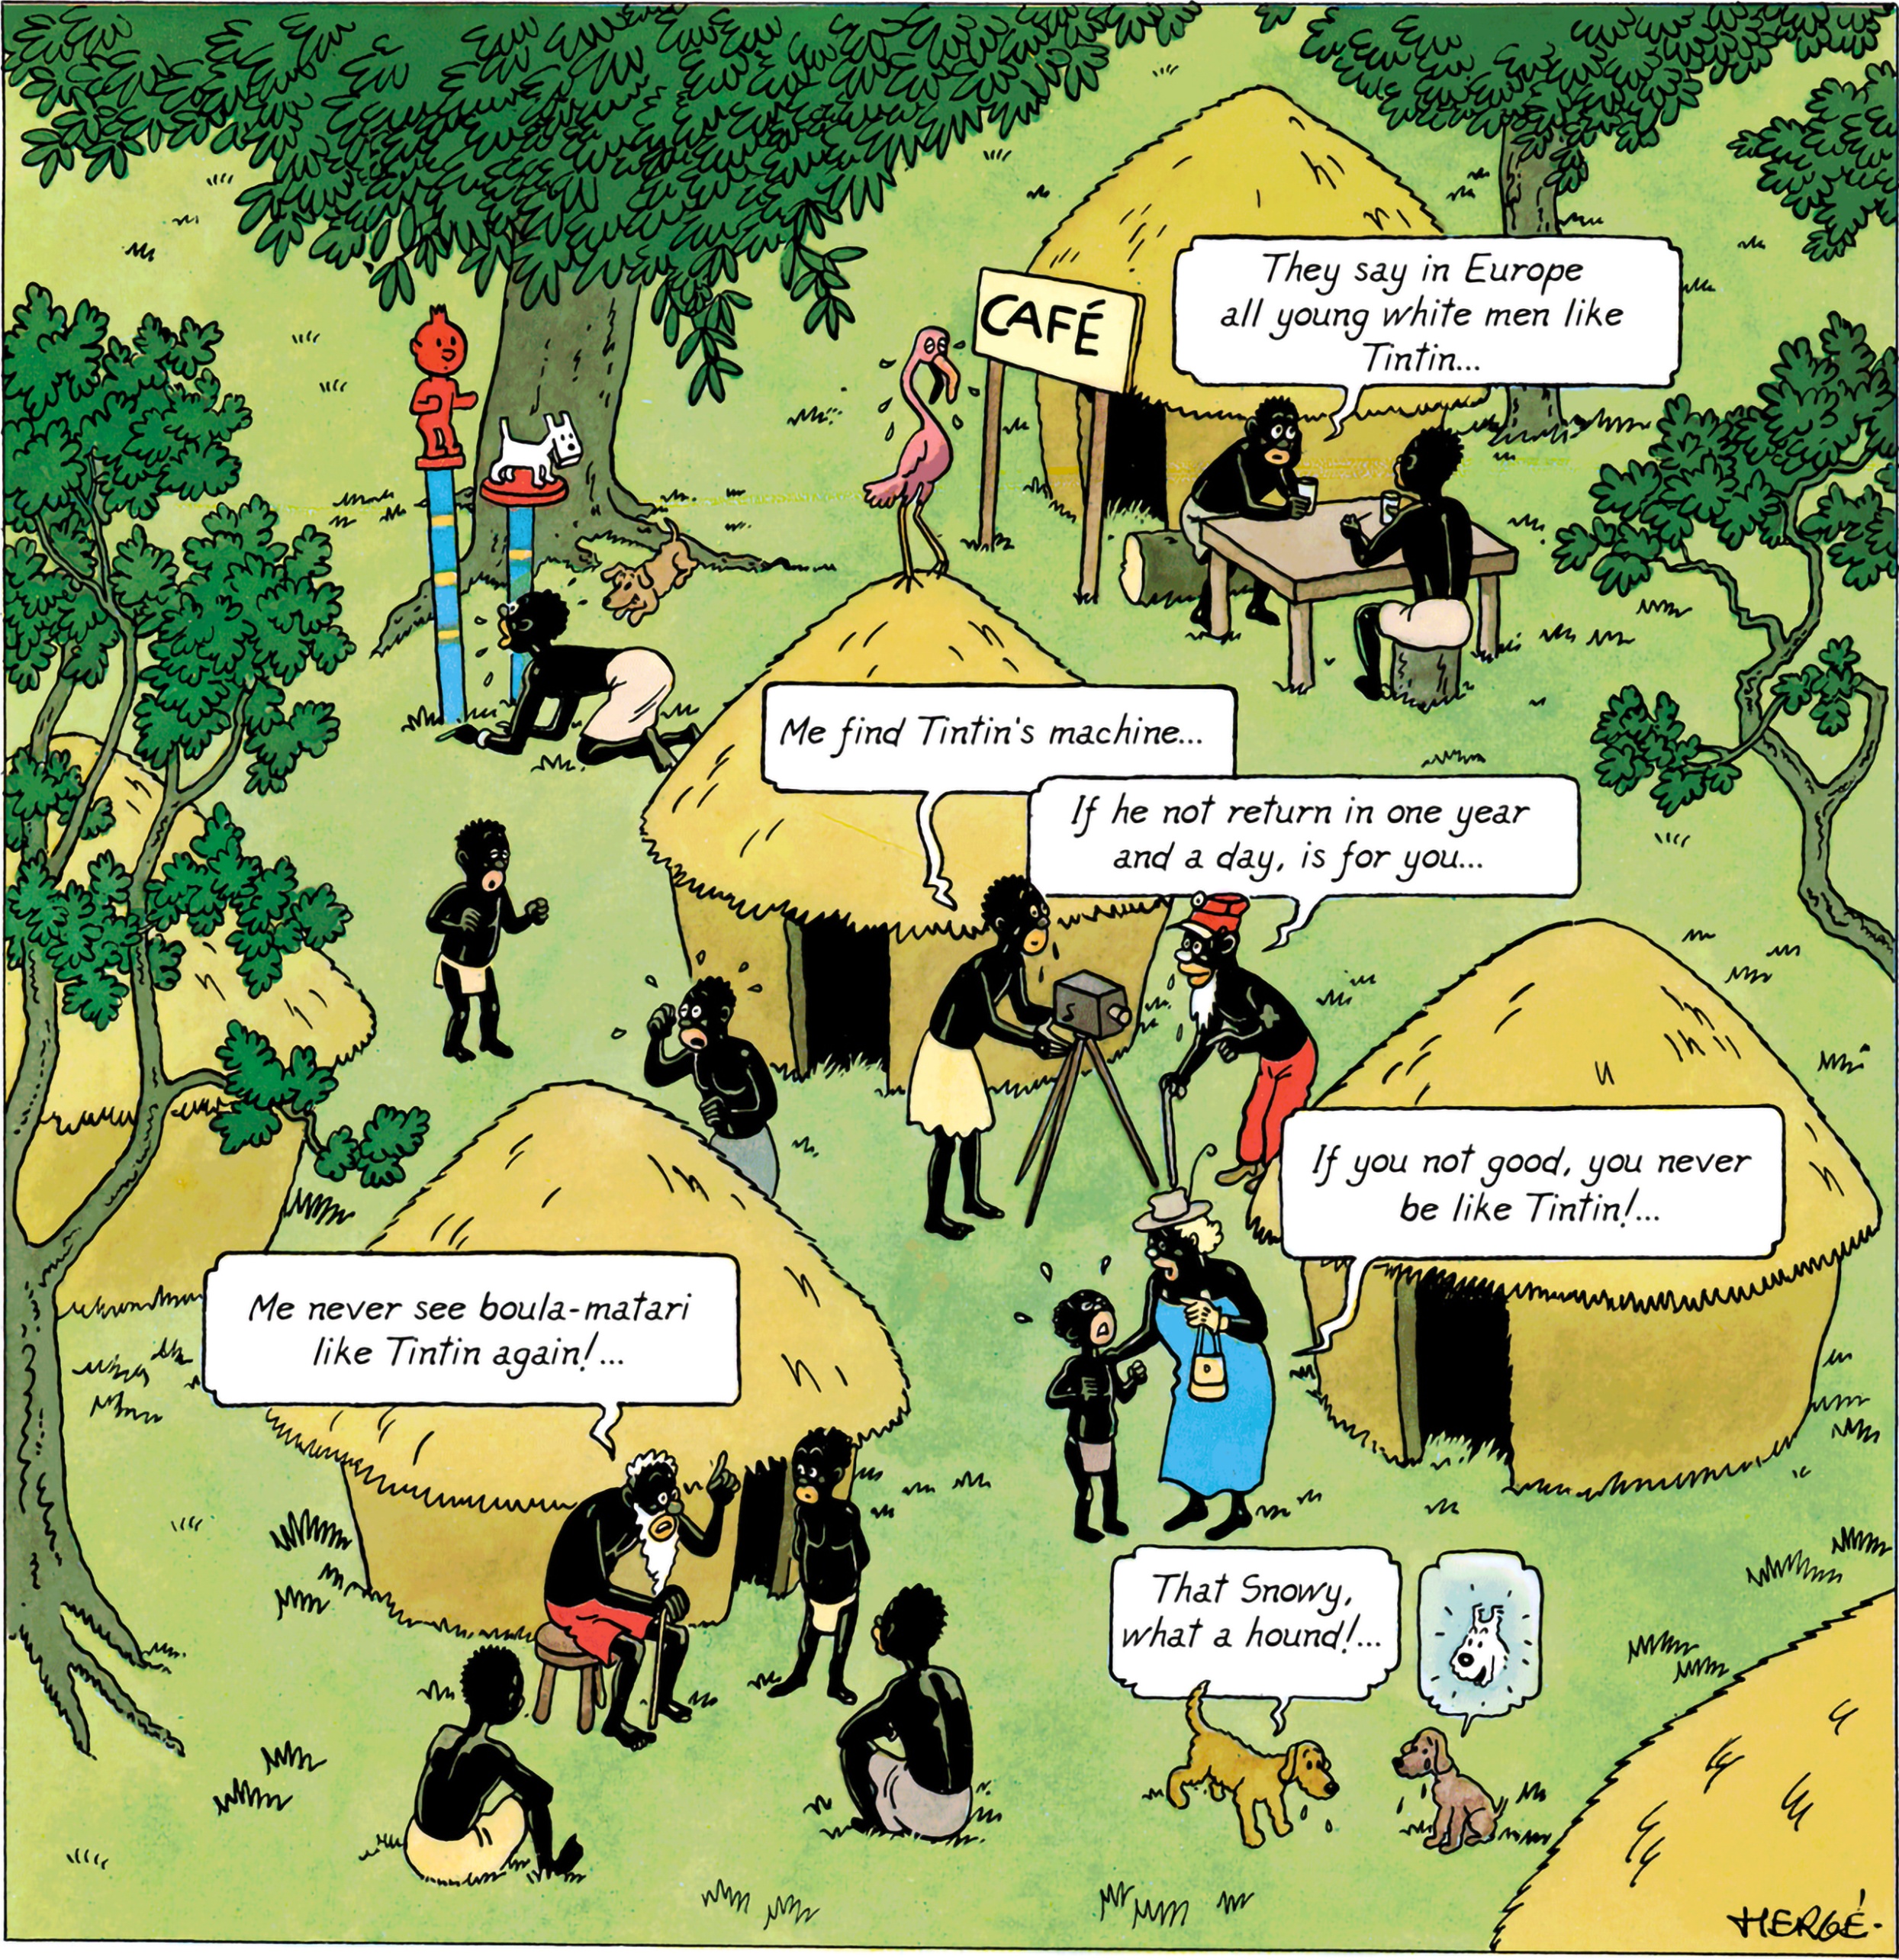 They say in Europe
all young white men like
Tintin...
CAFÉ
Me find Tintin's machine...
If he not return in one year
and a day, is for you...
If you not good, you never
be like Tintin!...
Me never see boula-matari
like Tintin again!...
That Snowy,
what a hound!...
HERGÉ-